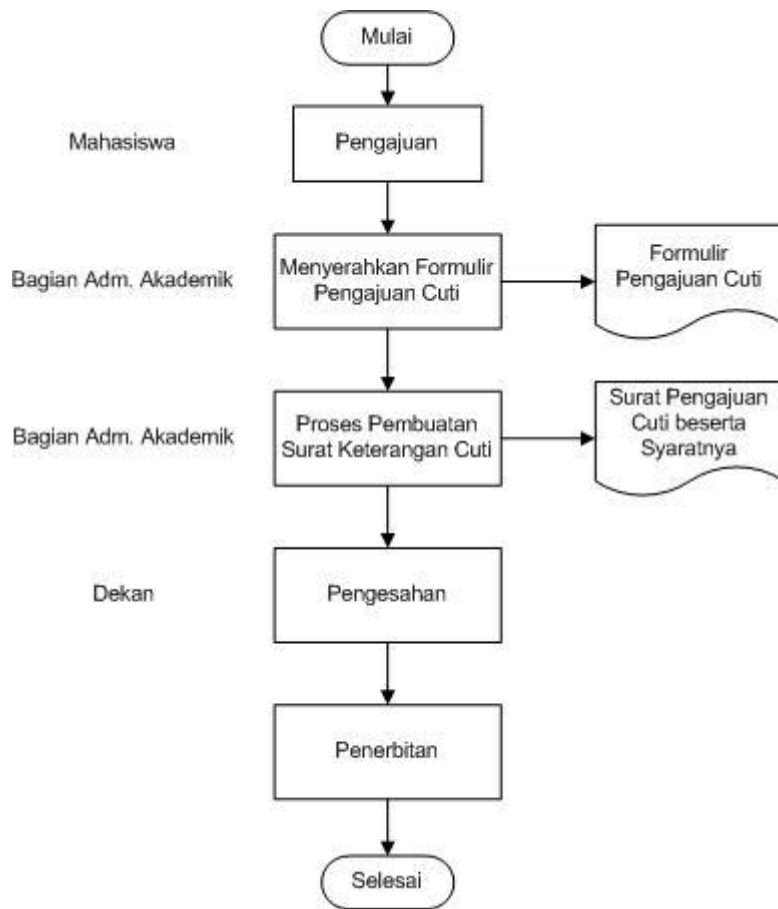 Mulai
Mahasiswa
Pengajuan
Bagian Adm. Akademik
Menyerahkan Formulir
Pengajuan Cuti
Formulir
Pengajuan Cuti
Bagian Adm. Akademik
Proses Pembuatan
Surat Keterangan Cuti
Surat Pengajuan
Cuti beserta
Syaratnya
Dekan
Pengesahan
Penerbitan
Selesai